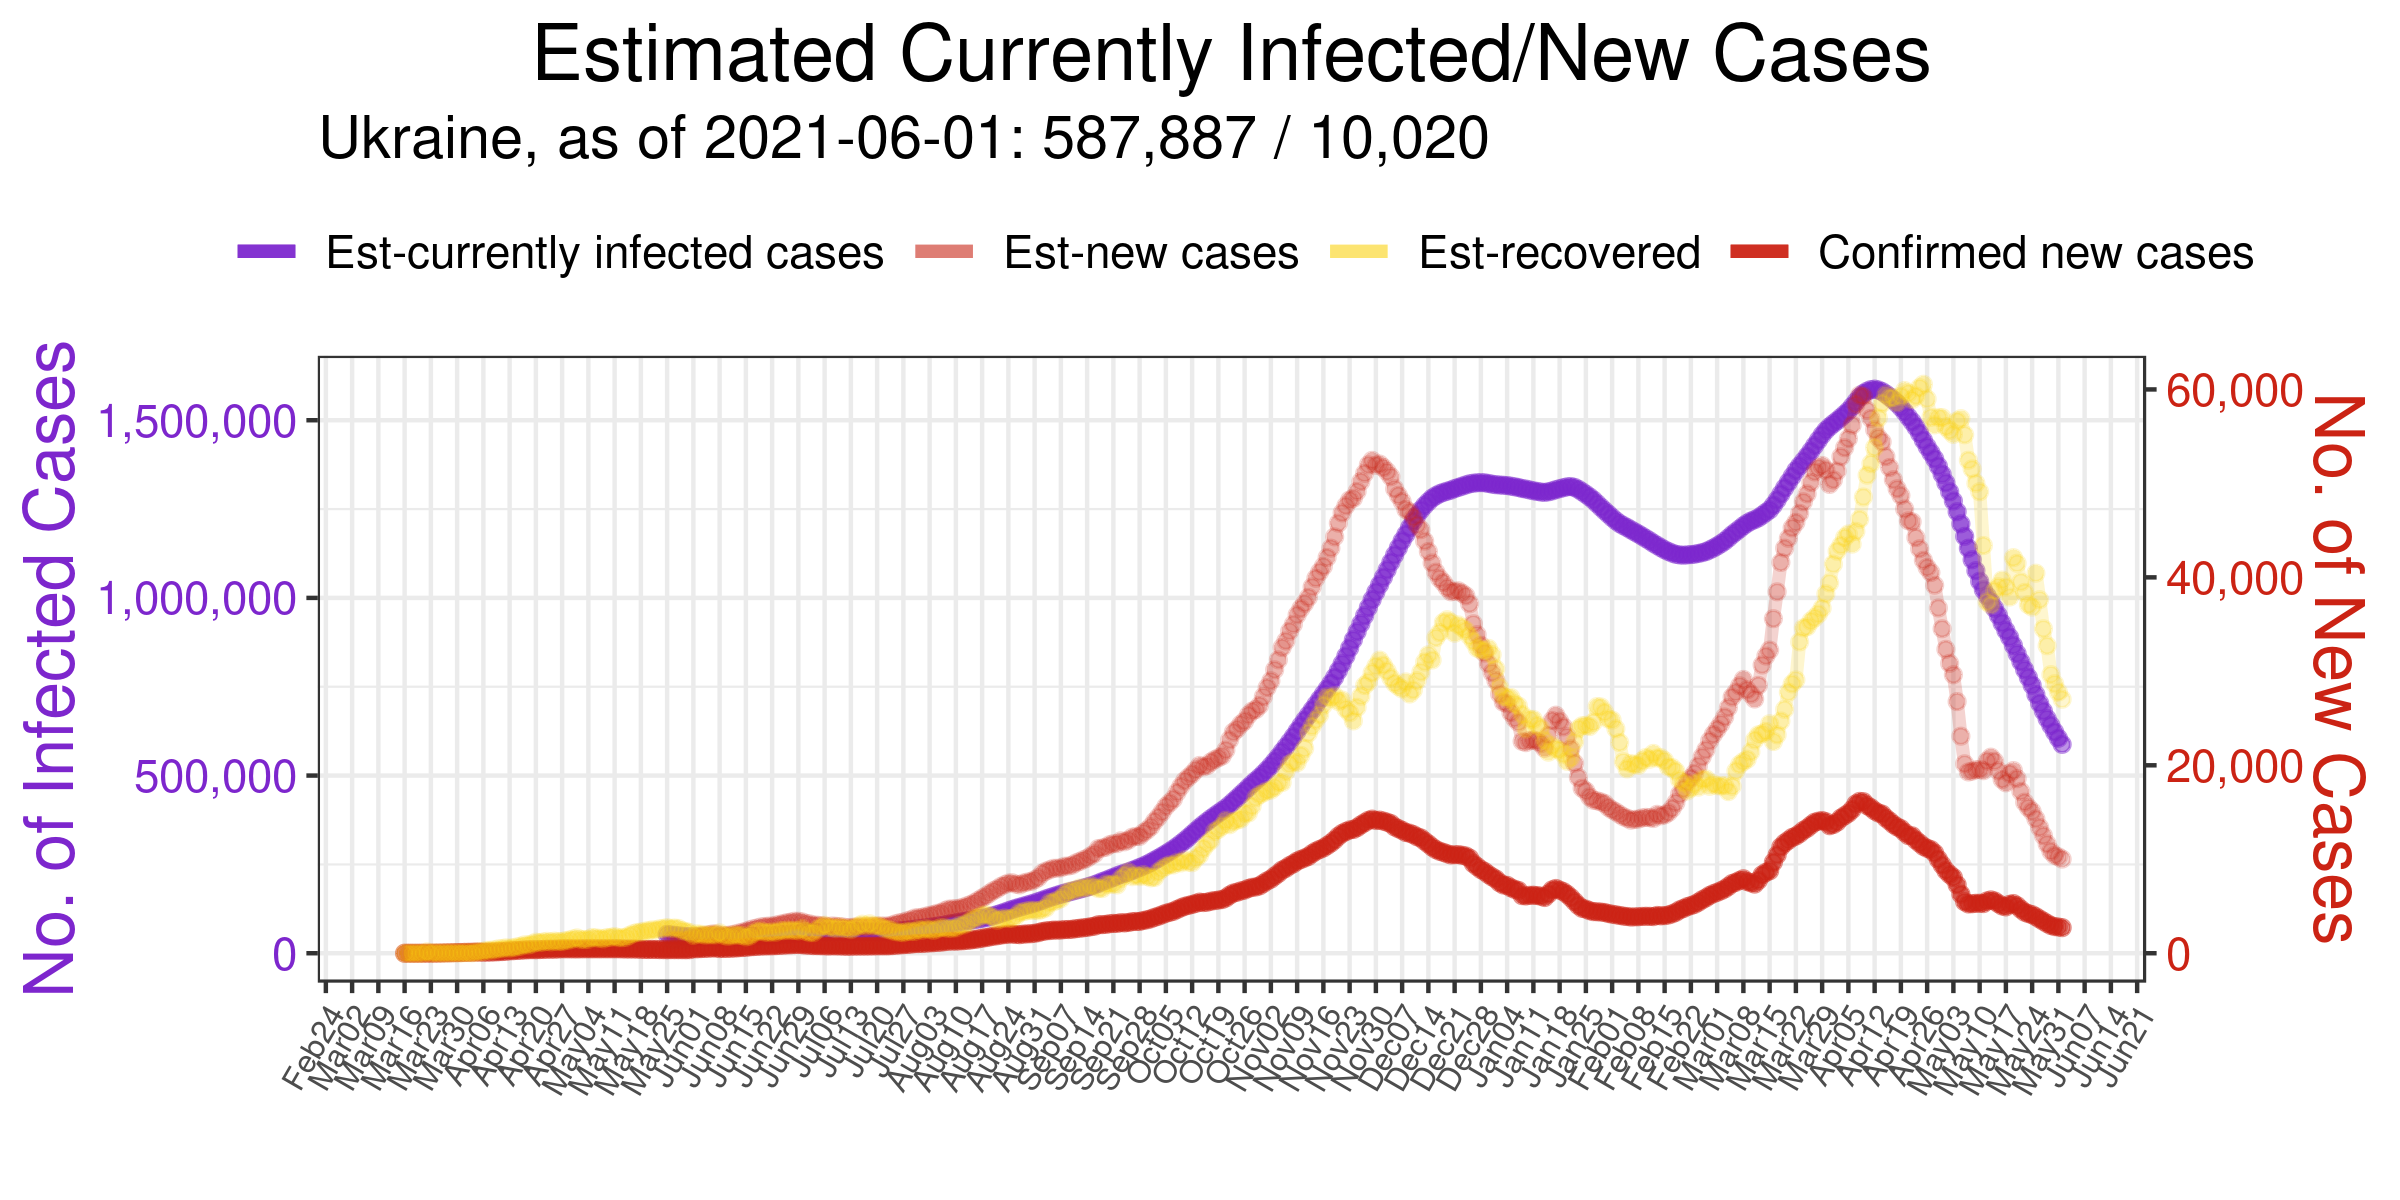 Estimated Currently Infected/New Cases
Ukraine, as of 2021-06-01: 587,887 / 10,020
Est-currently infected cases Est-new cases Est-recovered Confirmed new cases
No. of Infected Cases
1,500,000
1,000,000
500,000
0
60,000
40,000
20,000
0
No. of New Cases
Feb24
Mar02
Mar09
Mar16
Mar23
Mar30
Apr06
Apr13
Apr20
Apr27
May04
May11
May18
May25
Jun01
Jun08
Jun15
Jun22
Jun29
Jul06
Jul13
Jul20
Jul27
Aug03
Aug10
Aug17
Aug24
Aug31
Sep07
Sep14
Sep21
Sep28
Oct05
Oct12
Oct19
Oct26
Nov02
Nov09
Nov16
Nov23
Nov30
Dec07
Dec14
Dec21
Dec28
Jan04
Jan11
Jan18
Jan25
Feb01
Feb08
Feb15
Feb22
Mar01
Mar08
Mar15
Mar22
Mar29
Apr05
Apr12
Apr19
Apr26
May03
May10
May17
May24
May31
Jun07
Jun14
Jun21